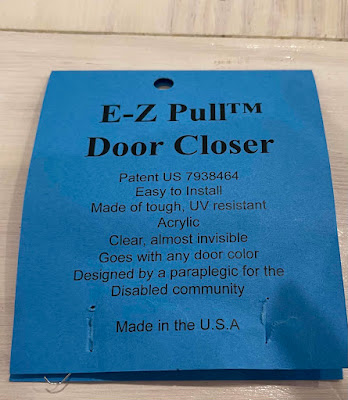 E-Z Pull™
Door Closer
Patent US 7938464
Easy to Install
Made of tough, UV resistant
Acrylic
Clear, almost invisible
Goes with any door color
Designed by a paraplegic for the
Disabled community
Made in the U.S.A